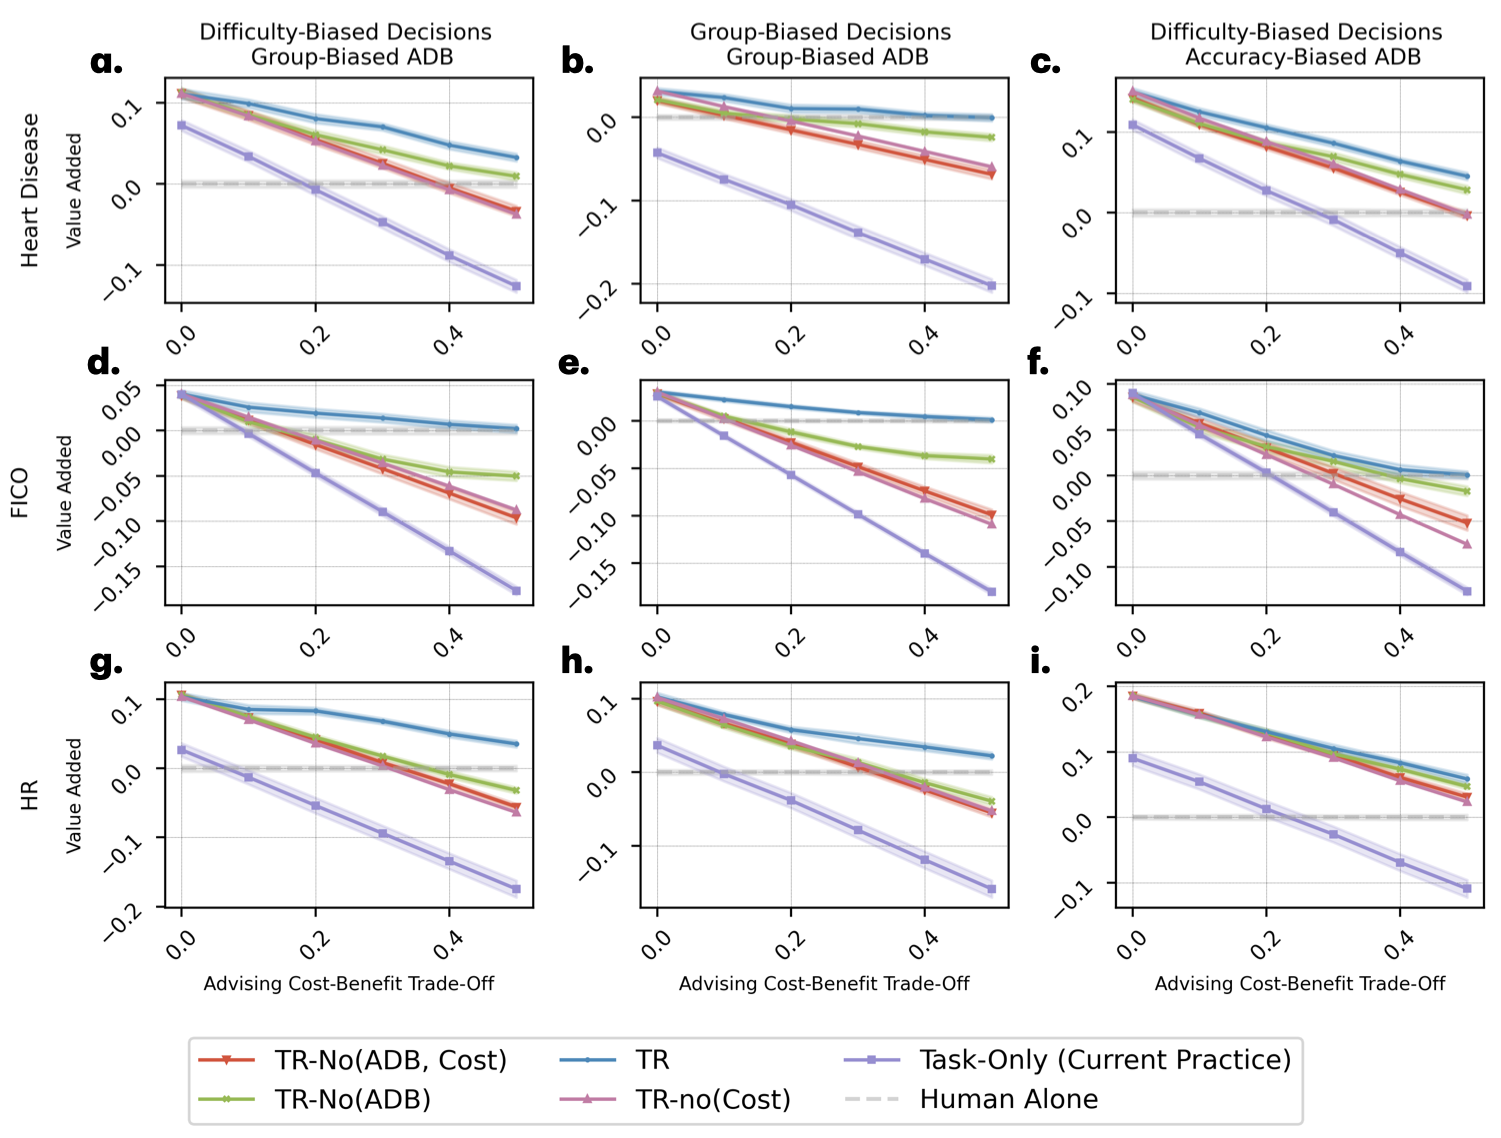 Difficulty-Biased Decisions
Group-Biased ADB
Group-Biased Decisions
Group-Biased ADB
Difficulty-Biased Decisions
Accuracy-Biased ADB
a.
b.
c.
Heart Disease
Value Added
0.1
0.0
−0.1
0.0
0.2
0.4
0.0
−0.1
−0.2
0.0
0.2
0.4
0.1
0.0
−0.1
0.0
0.2
0.4
d.
e.
f.
FICO
Value Added
0.05
0.00
−0.05
−0.10
−0.15
0.0
0.2
0.4
0.00
−0.05
−0.10
−0.15
0.0
0.2
0.4
0.10
0.05
0.00
−0.05
−0.10
0.0
0.2
0.4
g.
h.
i.
HR
Value Added
0.1
0.0
−0.1
−0.2
0.0
0.2
0.4
0.1
0.0
−0.1
0.0
0.2
0.4
0.2
0.1
0.0
−0.1
0.0
0.2
0.4
Advising Cost-Benefit Trade-Off
Advising Cost-Benefit Trade-Off
Advising Cost-Benefit Trade-Off
TR-No(ADB, Cost)
TR
Task-Only (Current Practice)
TR-No(ADB)
TR-no(Cost)
Human Alone